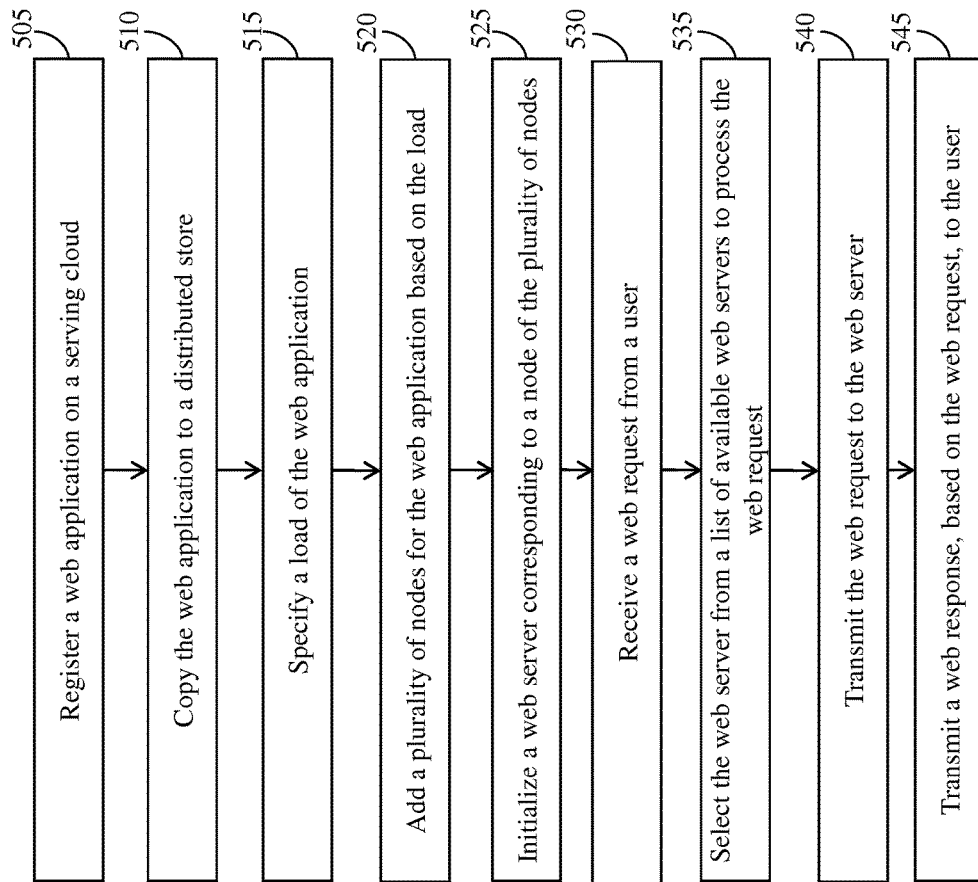 505
Register a web application on a serving cloud
510
Copy the web application to a distributed store
515
Specify a load of the web application
520
Add a plurality of nodes for the web application based on the load
525
Initialize a web server corresponding to a node of the plurality of nodes
530
Receive a web request from a user
535
Select the web server from a list of available web servers to process the
web request
540
Transmit the web request to the web server
545
Transmit a web response, based on the web request, to the user